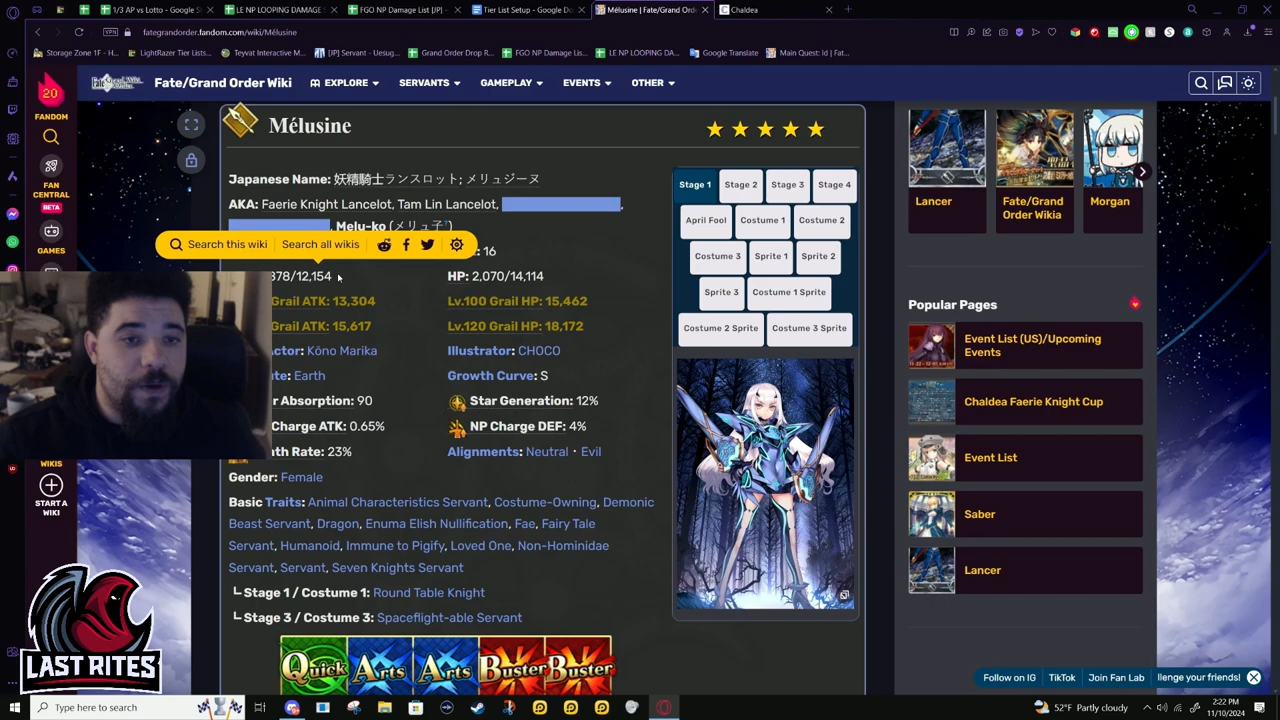 1/3 AP vs Lotto - Google S
LE NP LOOPING DAMAGE
FGO NP Damage List [JP] -
Tier List Setup - Google Do
Mélusine | Fate/Grand Orde
Chaldea
VPN
fategrandorder.fandom.com/wiki/Mélusine
Storage Zone 1F - H...
LightRazer Tier List...
Teyvat Interactive M...
[JP] Servant - Uesug...
Grand Order Drop R...
FGO NP Damage Lis...
LE NP LOOPING DA...
Google Translate
Main Quest: Id | Fat...
20
FANDOM
FAN
CENTRAL
BETA
GAMES
WIKIS
START A
WIKI
Fate/Grand Order Wiki
EXPLORE
SERVANTS
GAMEPLAY
EVENTS
OTHER
Mélusine
Japanese Name: 妖精騎士ランスロット; メリュジーヌ
AKA: Faerie Knight Lancelot, Tam Lin Lancelot,
, Melu-ko (メリュ子?)
Search this wiki
Search all wikis
: 16
378/12,154
HP: 2,070/14,114
Grail ATK: 13,304
Lv.100 Grail HP: 15,462
Grail ATK: 15,617
Lv.120 Grail HP: 18,172
Actor: Kōno Marika
Illustrator: CHOCO
ute: Earth
Growth Curve: S
r Absorption: 90
Star Generation: 12%
Charge ATK: 0.65%
NP Charge DEF: 4%
ath Rate: 23%
Alignments: Neutral・Evil
Gender: Female
Basic Traits: Animal Characteristics Servant, Costume-Owning, Demonic
Beast Servant, Dragon, Enuma Elish Nullification, Fae, Fairy Tale
Servant, Humanoid, Immune to Pigify, Loved One, Non-Hominidae
Servant, Servant, Seven Knights Servant
┗ Stage 1 / Costume 1: Round Table Knight
┗ Stage 3 / Costume 3: Spaceflight-able Servant
Quick
Arts
Arts
Buster
Buster
Stage 1
Stage 2
Stage 3
Stage 4
April Fool
Costume 1
Costume 2
Costume 3
Sprite 1
Sprite 2
Sprite 3
Costume 1 Sprite
Costume 2 Sprite
Costume 3 Sprite
Lancer
Fate/Grand
Order Wikia
Morgan
Popular Pages
Event List (US)/Upcoming
Events
Chaldea Faerie Knight Cup
Event List
Saber
Lancer
Follow on IG
TikTok
Join Fan Lab
llenge your friends!
LAST RITES
Type here to search
52°F Partly cloudy
2:22 PM
11/10/2024